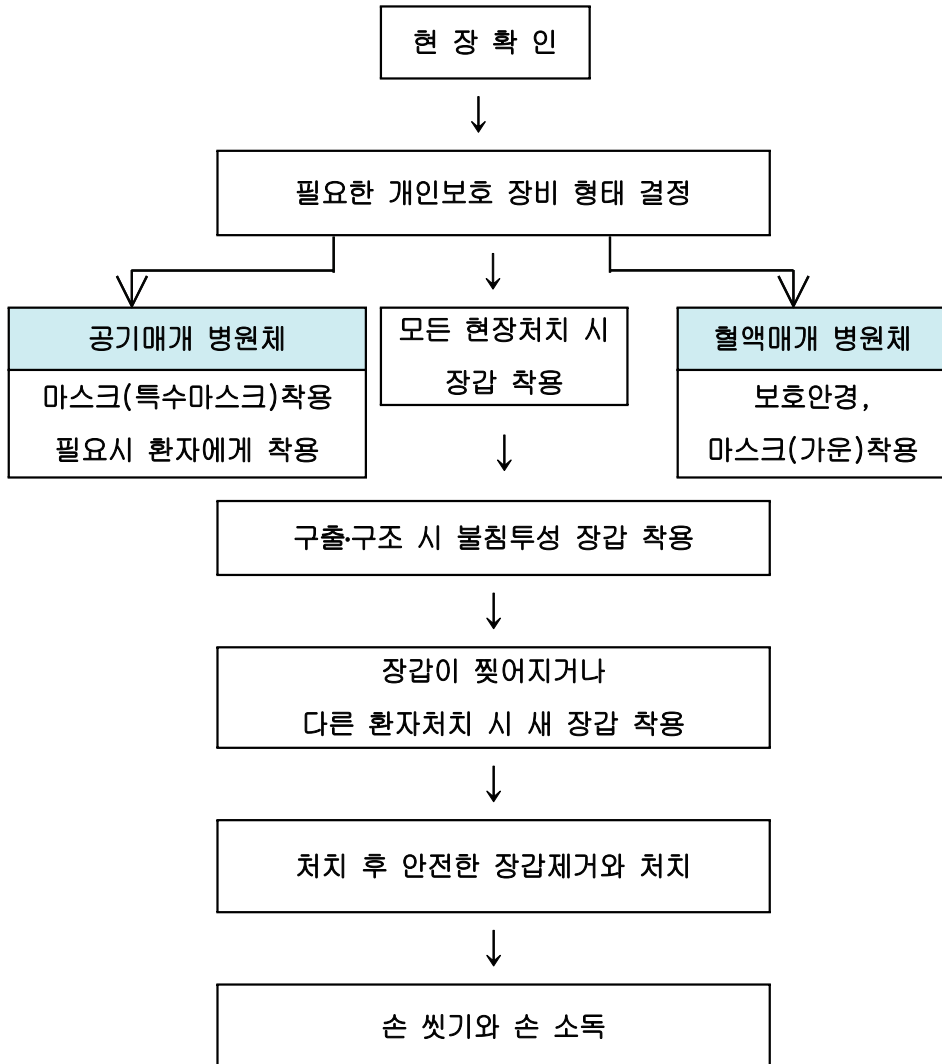 현 장 확 인
↓
필요한 개인보호 장비 형태 결정
↓
공기매개 병원체
마스크(특수마스크)착용
필요시 환자에게 착용
모든 현장처치 시
장갑 착용
혈액매개 병원체
보호안경,
마스크(가운)착용
↓
구출·구조 시 불침투성 장갑 착용
↓
장갑이 찢어지거나
다른 환자처치 시 새 장갑 착용
↓
처치 후 안전한 장갑제거와 처치
↓
손 씻기와 손 소독